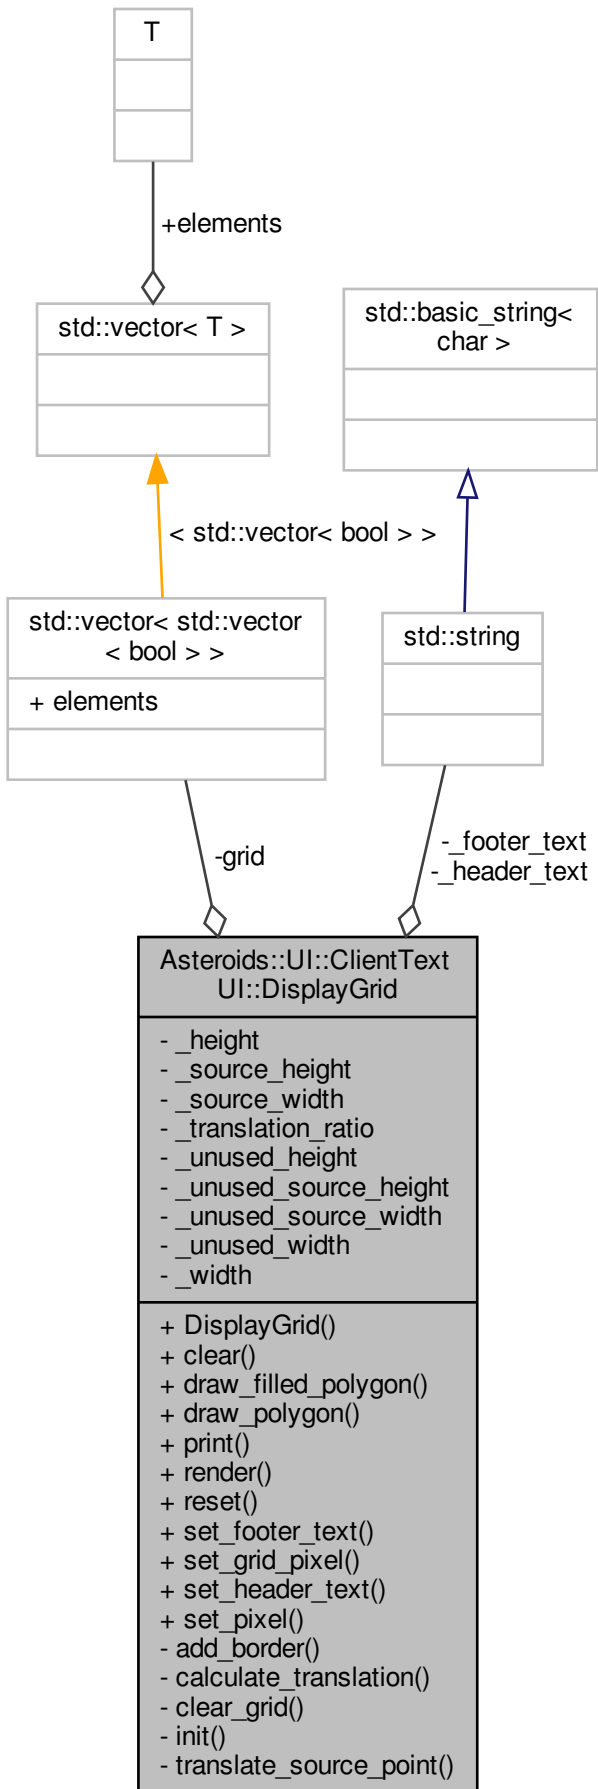 T
+elements
std::vector< T >
std::basic_string<
char >
< std::vector< bool > >
std::vector< std::vector
< bool > >
+ elements
std::string
-grid
-_footer_text
-_header_text
Asteroids::UI::ClientText
UI::DisplayGrid
- _height
- _source_height
- _source_width
- _translation_ratio
- _unused_height
- _unused_source_height
- _unused_source_width
- _unused_width
- _width
+ DisplayGrid()
+ clear()
+ draw_filled_polygon()
+ draw_polygon()
+ print()
+ render()
+ reset()
+ set_footer_text()
+ set_grid_pixel()
+ set_header_text()
+ set_pixel()
- add_border()
- calculate_translation()
- clear_grid()
- init()
- translate_source_point()